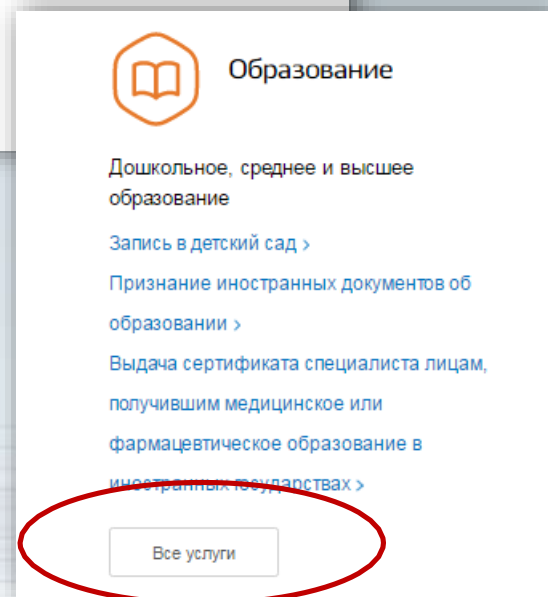 Образование
Дошкольное, среднее и высшее
образование
Запись в детский сад >
Признание иностранных документов об
образовании >
Выдача сертификата специалиста лицам,
получившим медицинское или
фармацевтическое образование в
иностранных государствах >
Все услуги